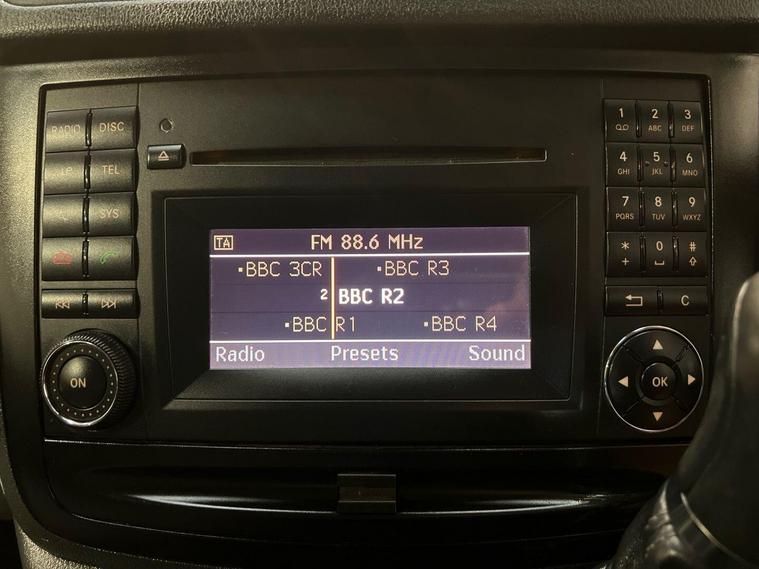 RADIO DISC
TEL
SYS
ON
TA FM 88.6 MHz
BBC 3CR BBC R3
2 BBC R2
BBC R1 BBC R4
Radio Presets Sound
1 2 ABC 3 DEF
4 GHI 5 JKL 6 MNO
7 PQRS 8 TUV 9 WXYZ
* + 0 #
C
OK